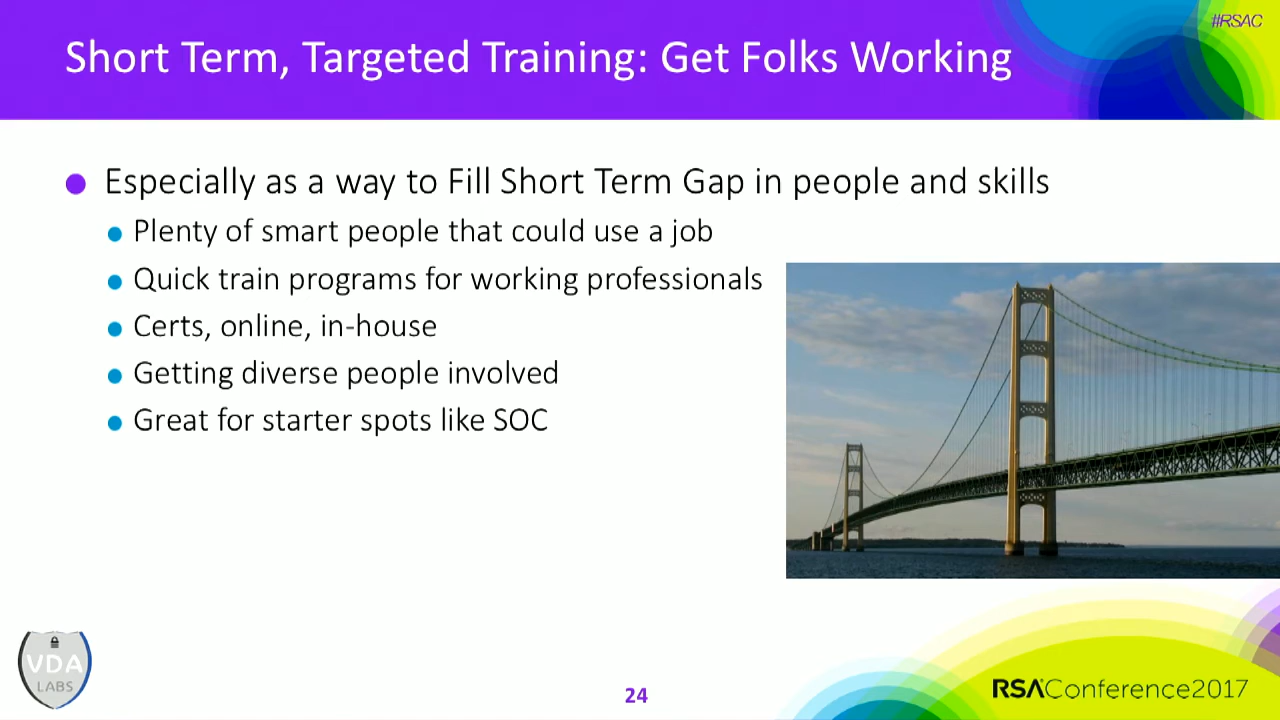 #RSAC
Short Term, Targeted Training: Get Folks Working
Especially as a way to Fill Short Term Gap in people and skills
Plenty of smart people that could use a job
Quick train programs for working professionals
Certs, online, in-house
Getting diverse people involved
Great for starter spots like SOC
VDA
LABS
24
RSAConference2017